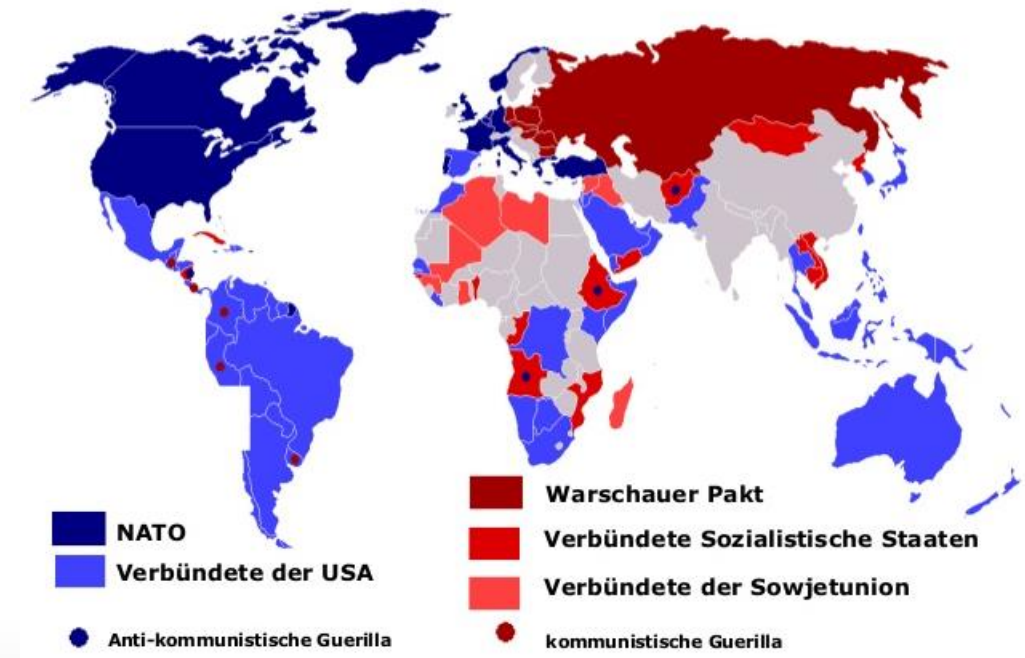 NATO
Verbündete der USA
Anti-kommunistische Guerilla
Warschauer Pakt
Verbündete Sozialistische Staaten
Verbündete der Sowjetunion
kommunistische Guerilla